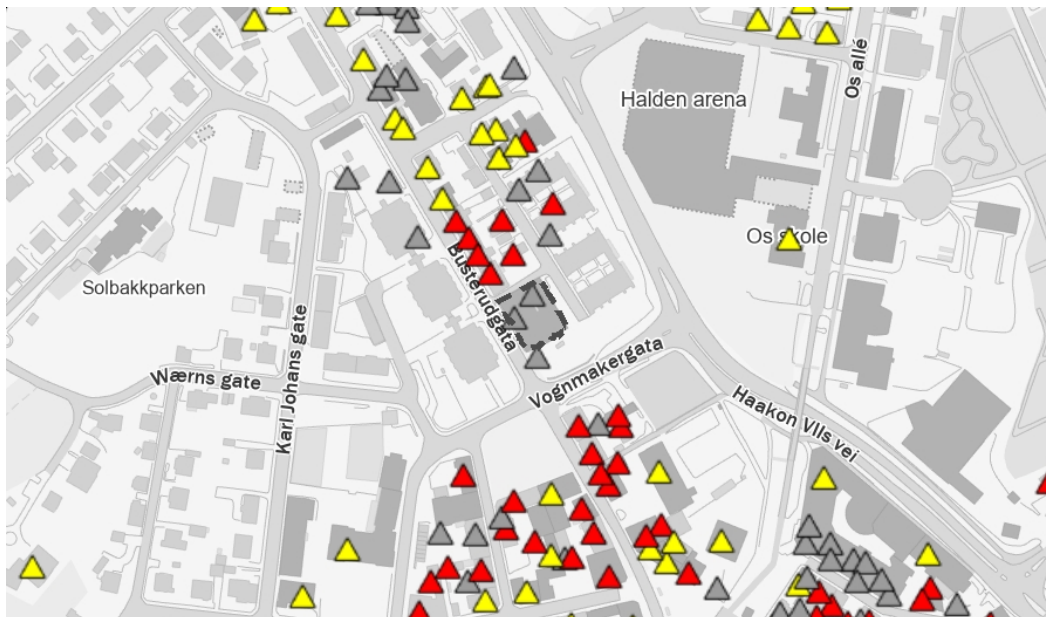 Os allé
Halden arena
Os skole
Solbakkparken
Busterudgata
Karl Johans gate
Wærns gate
Vognmakergata
Haakon VIIs vei